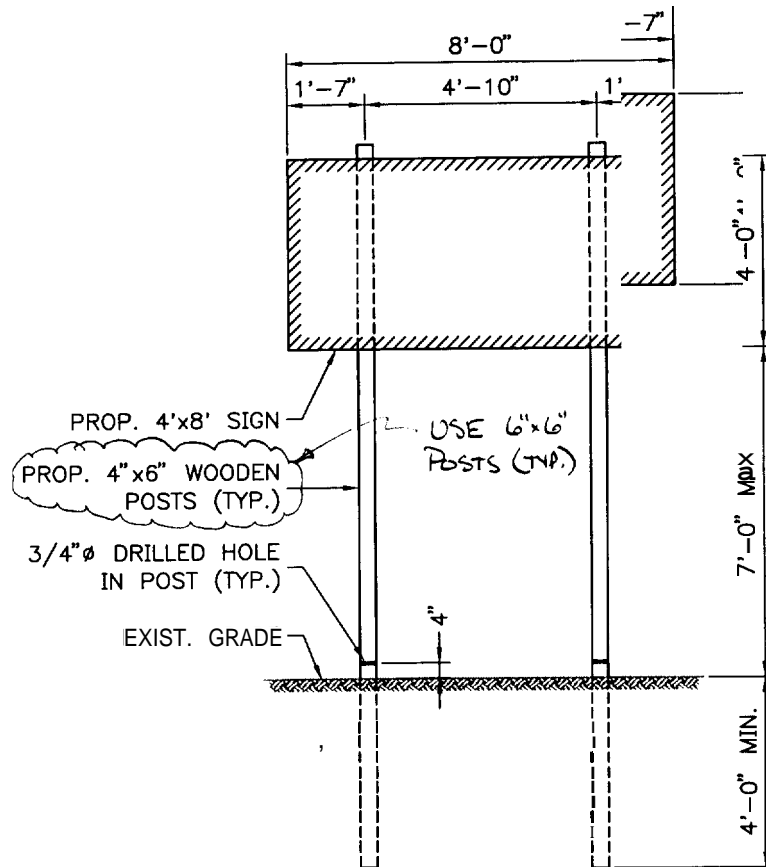 -7"
8'-0"
1'-7"
4'-10"
1'
4'-0"
PROP. 4'x8' SIGN
USE 6"x6"
POSTS (TYP.)
PROP. 4"x6" WOODEN
POSTS (TYP.)
7'-0" Max
3/4"ø DRILLED HOLE
IN POST (TYP.)
4"
EXIST. GRADE
4'-0" MIN.